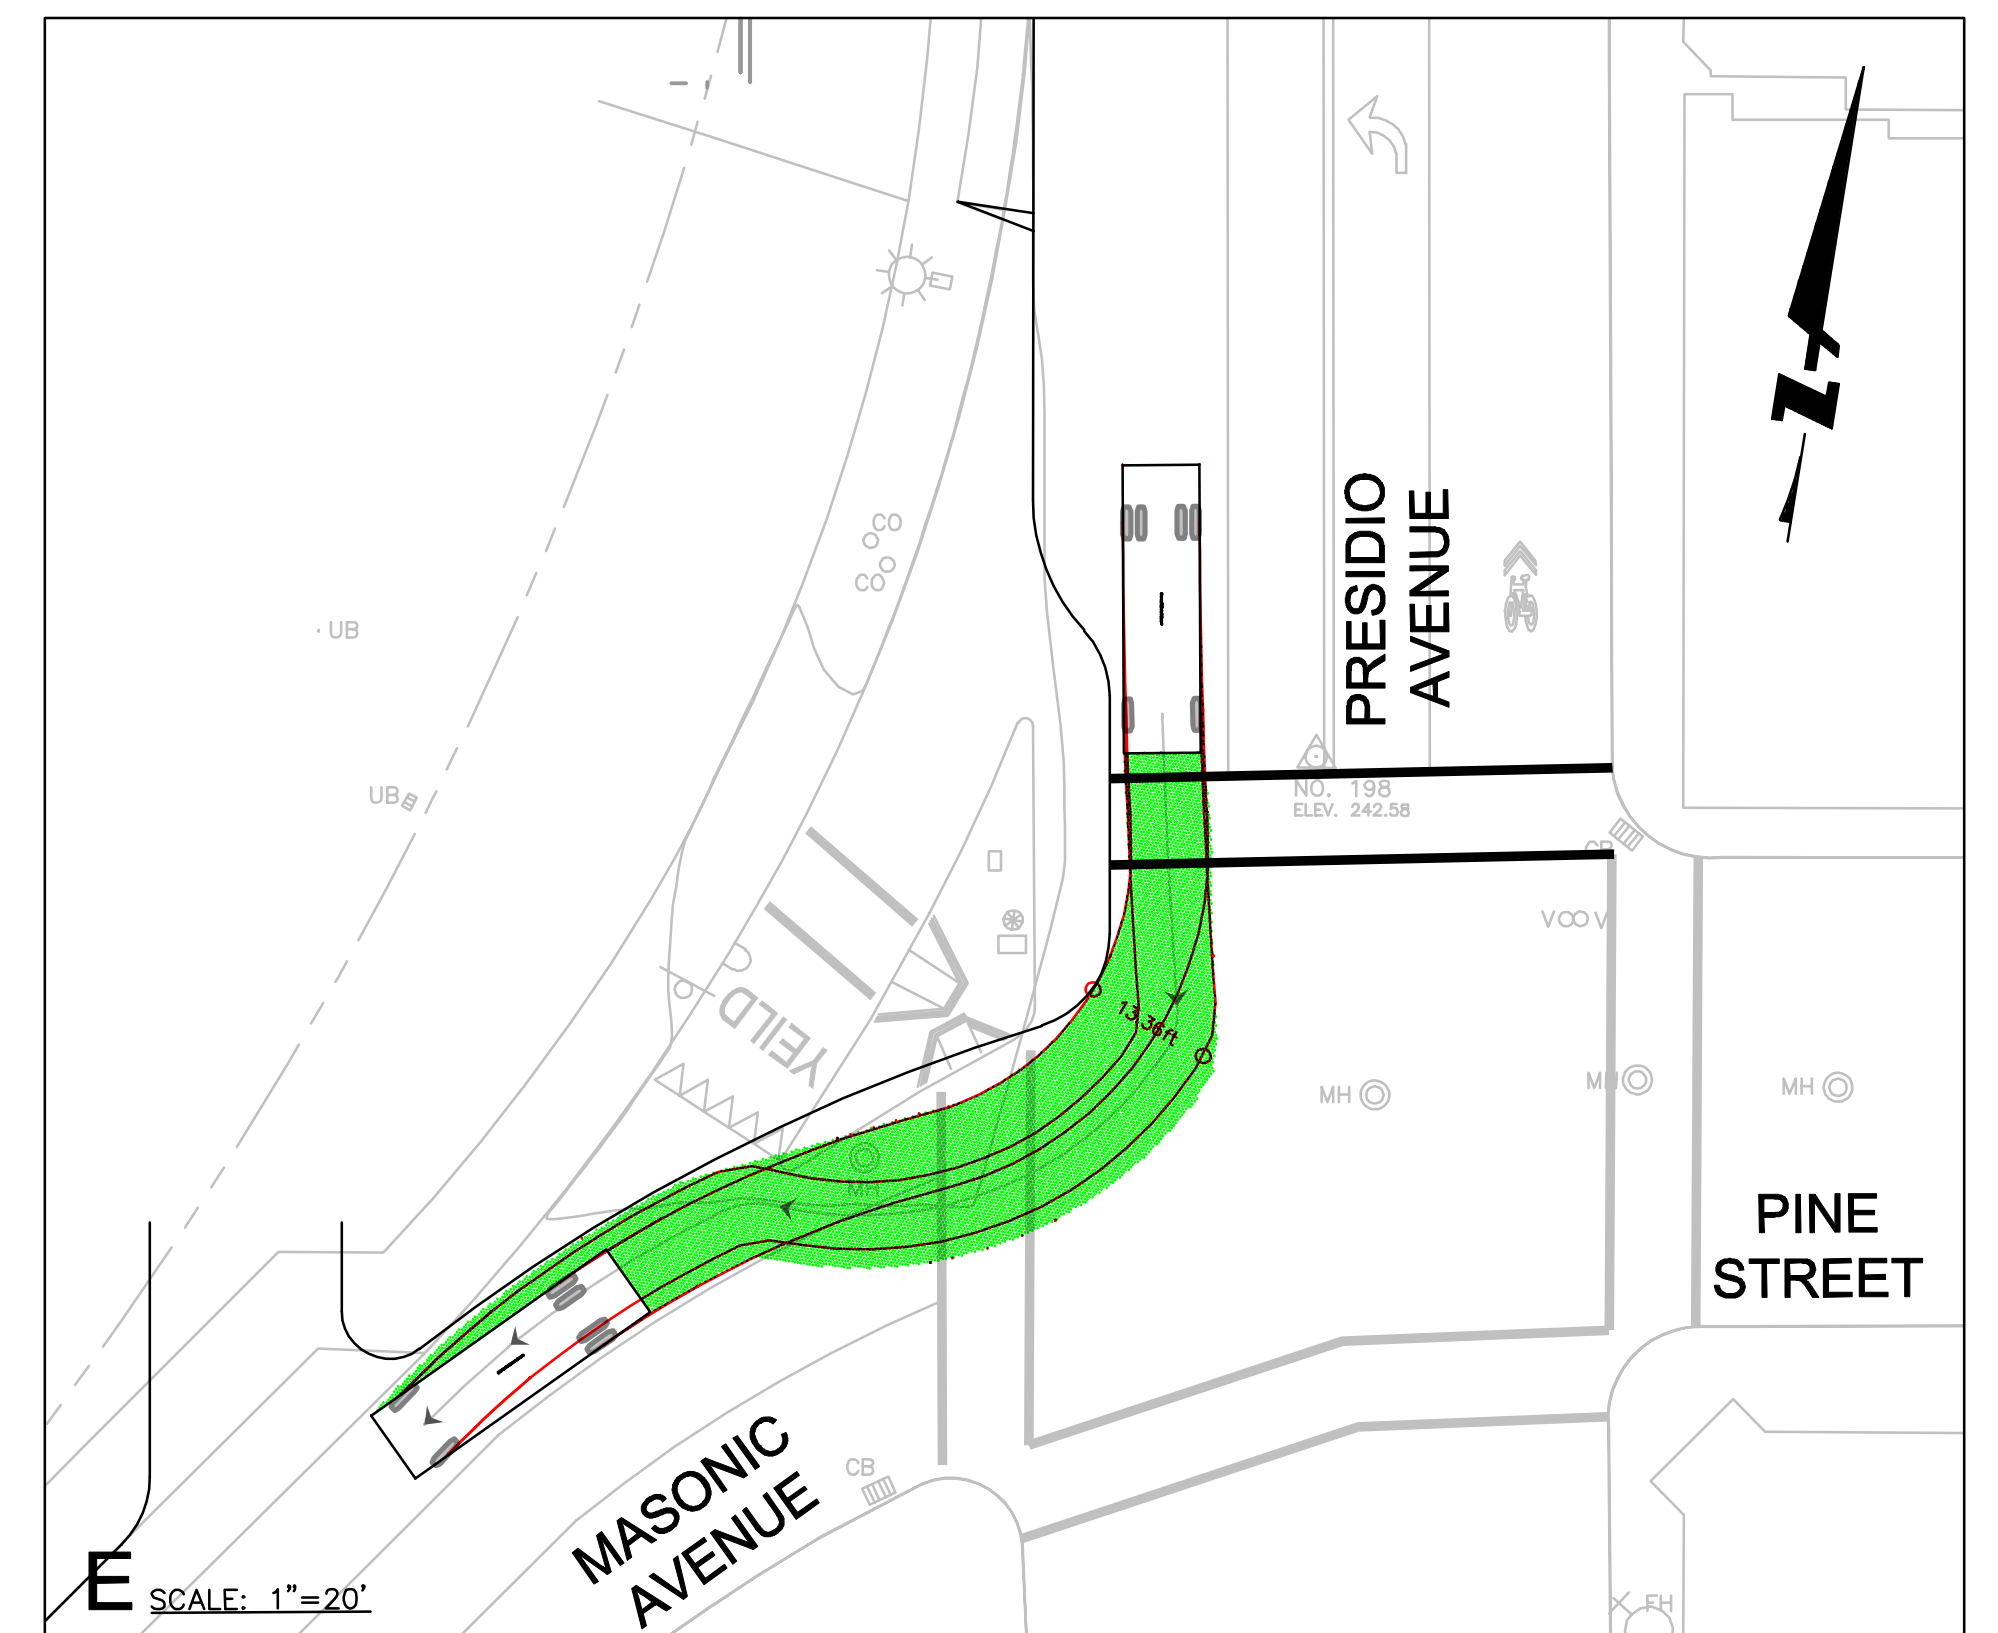 CO
CO
PRESIDIO
AVENUE
UB
UB
NO. 198
ELEV. 242.58
CB
V V
YEILD
13.36ft
MH
MH
MH
MH
PINE
STREET
MASONIC
AVENUE
CB
E SCALE: 1"=20'
FH
N